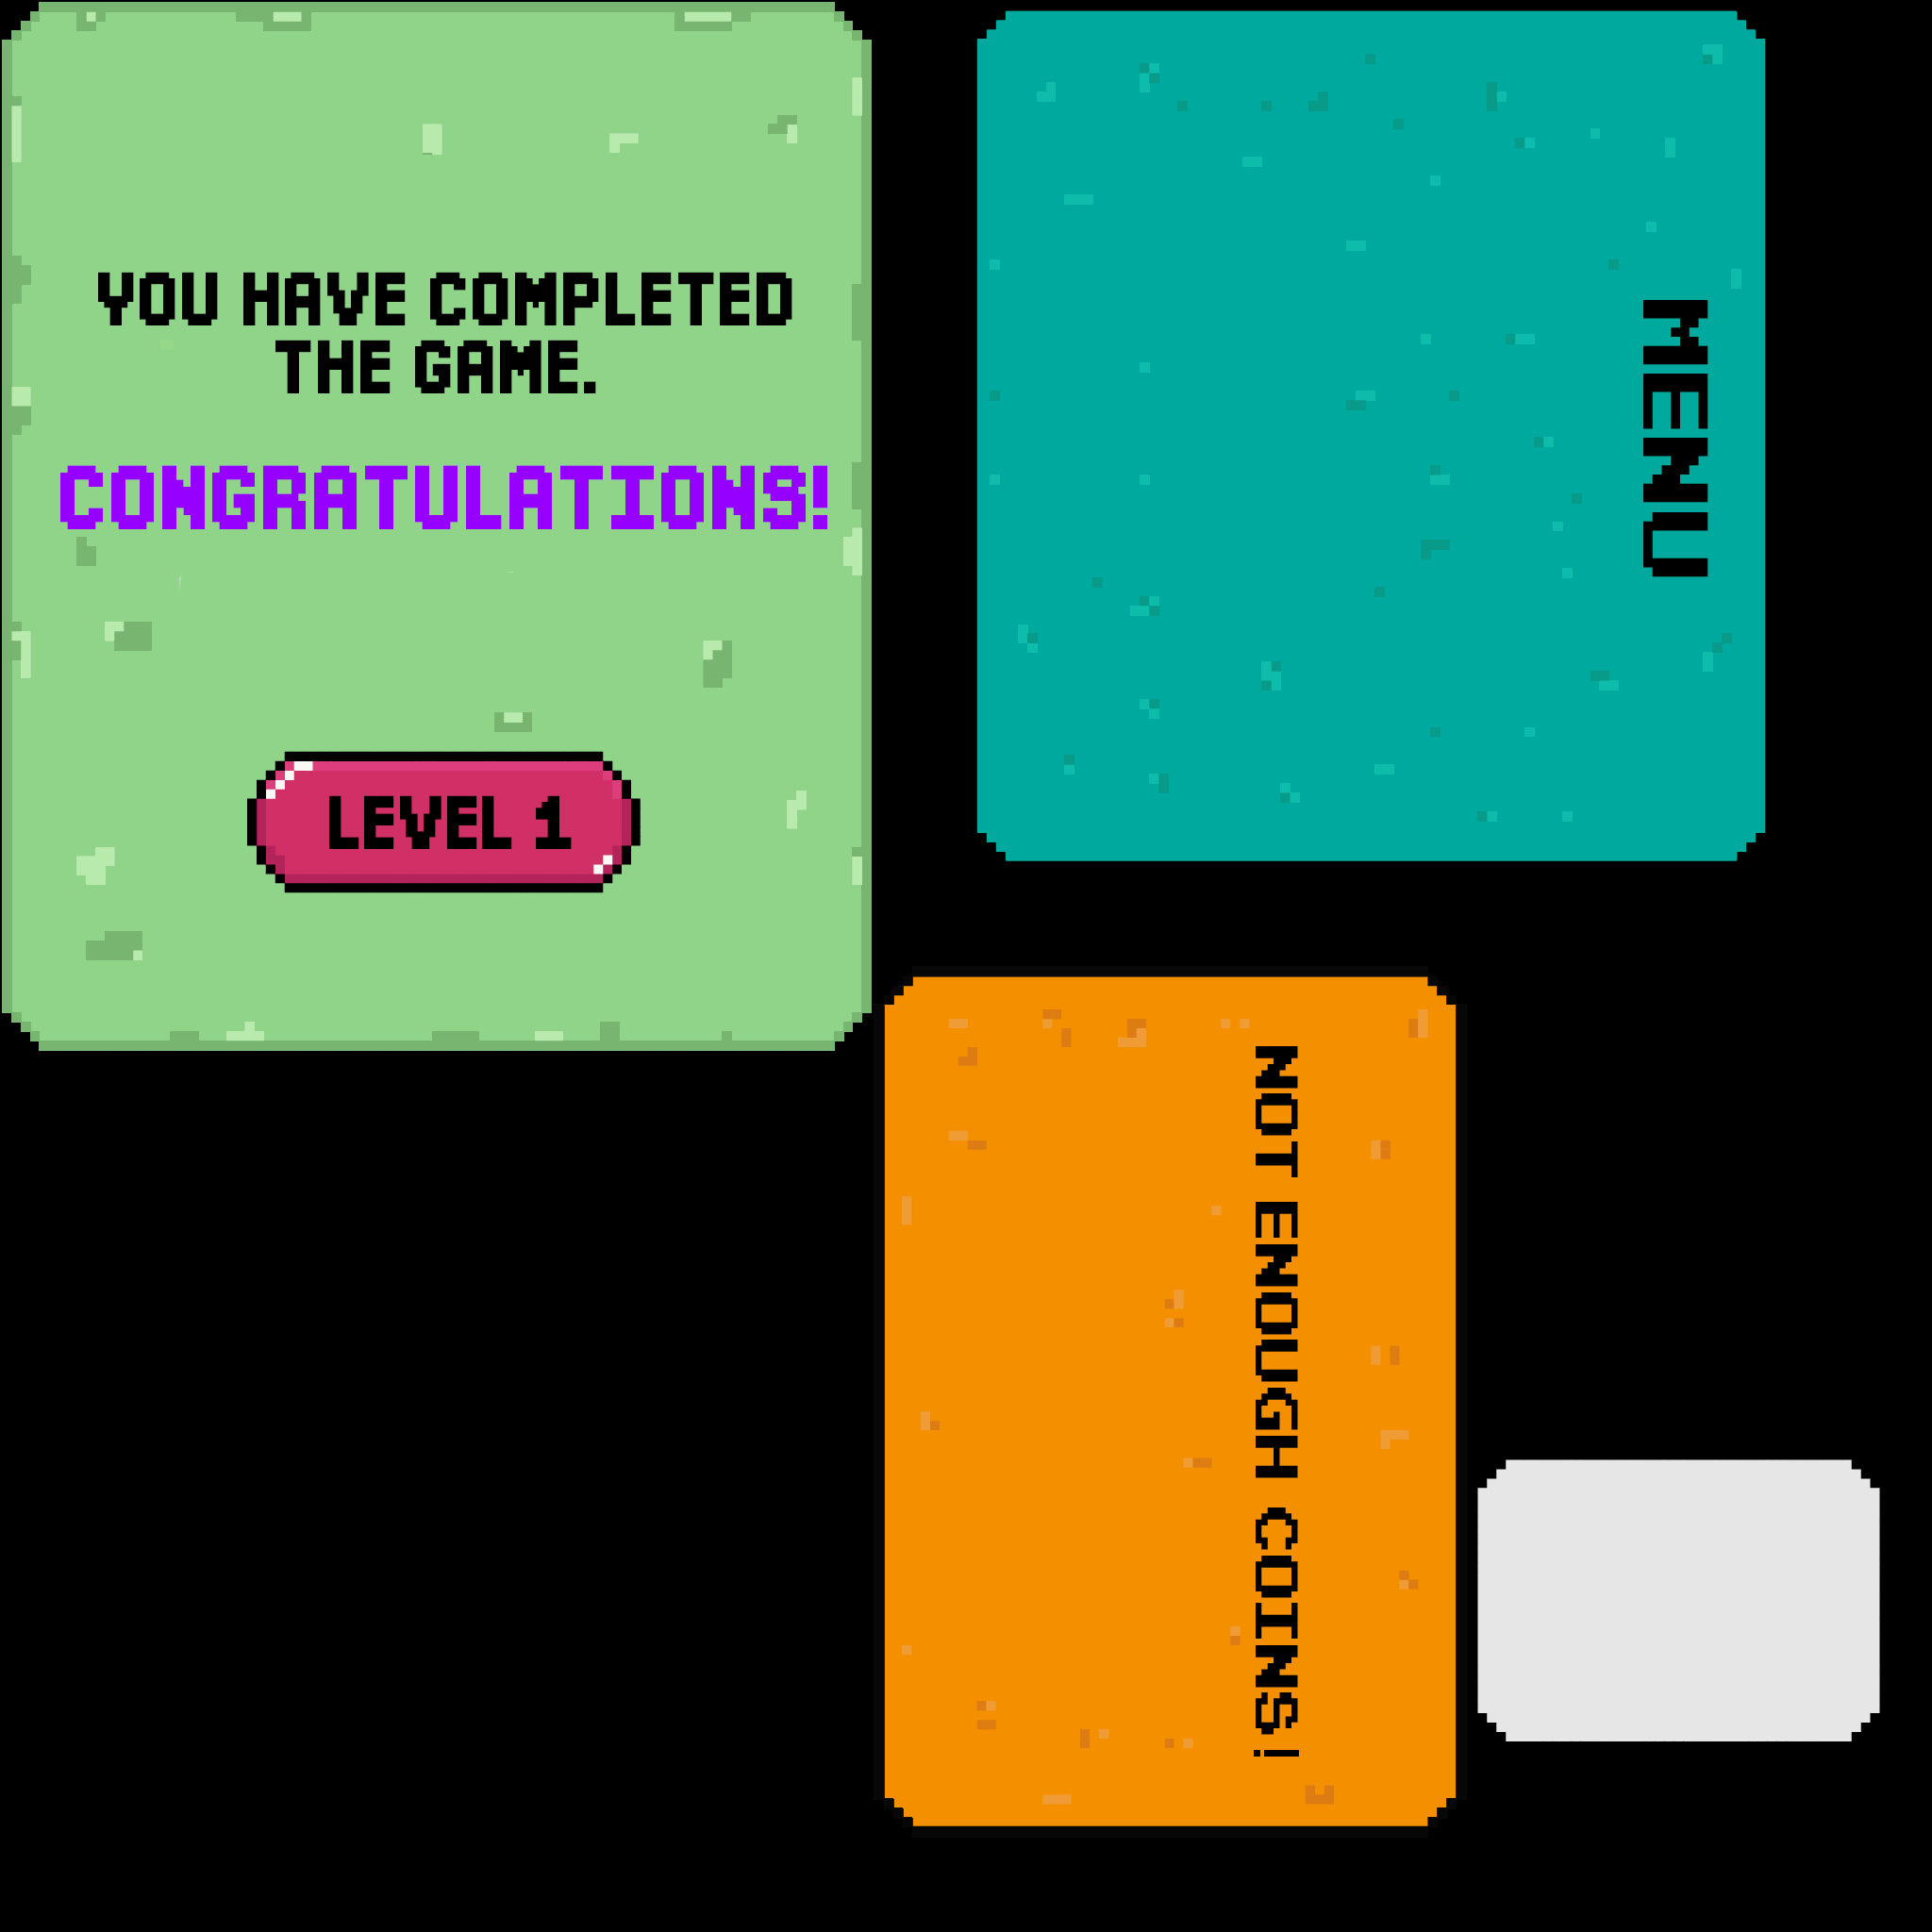 YOU HAVE COMPLETED
THE GAME.
CONGRATULATIONS!
LEVEL 1
MENU
NOT ENOUGH COINS!